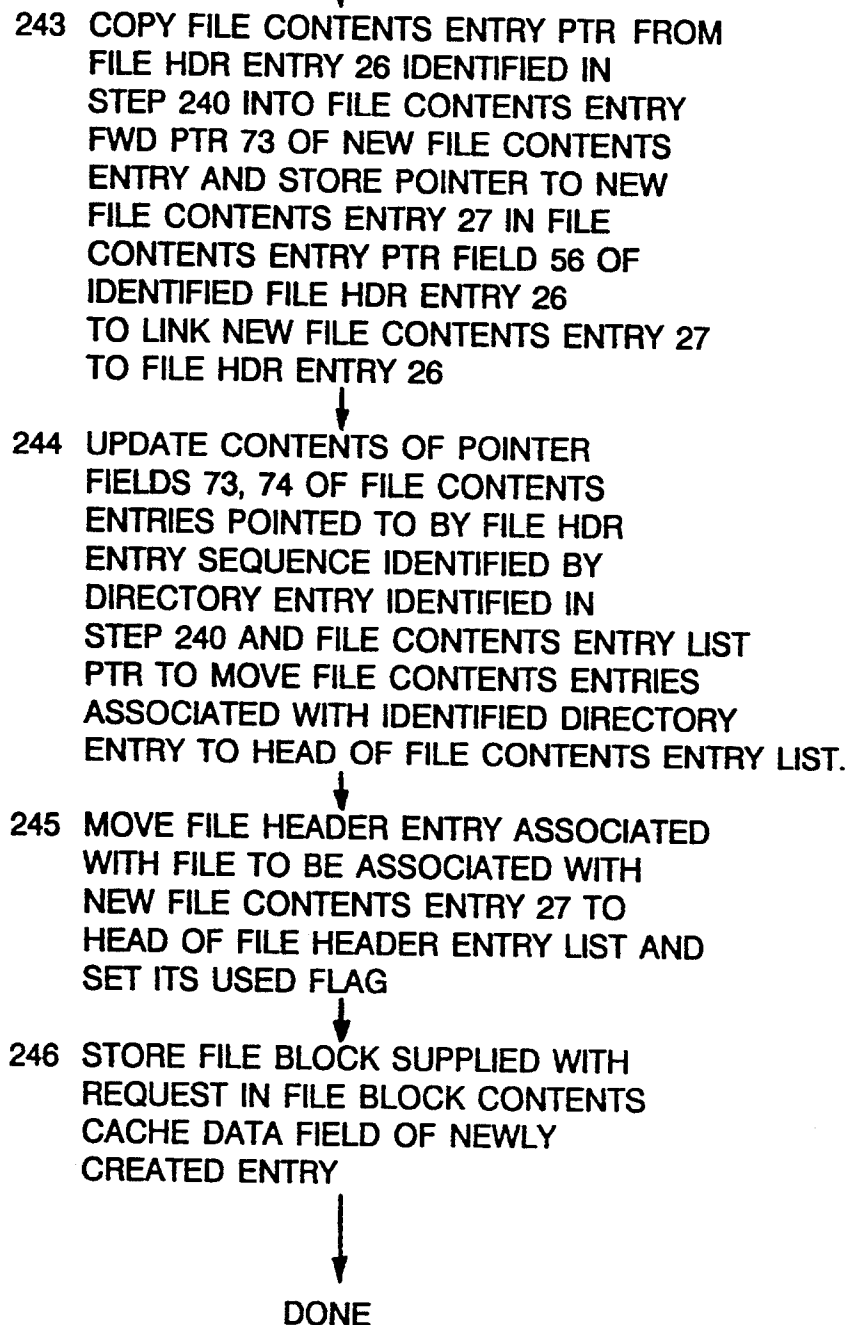 243 COPY FILE CONTENTS ENTRY PTR FROM
FILE HDR ENTRY 26 IDENTIFIED IN
STEP 240 INTO FILE CONTENTS ENTRY
FWD PTR 73 OF NEW FILE CONTENTS
ENTRY AND STORE POINTER TO NEW
FILE CONTENTS ENTRY 27 IN FILE
CONTENTS ENTRY PTR FIELD 56 OF
IDENTIFIED FILE HDR ENTRY 26
TO LINK NEW FILE CONTENTS ENTRY 27
TO FILE HDR ENTRY 26
244 UPDATE CONTENTS OF POINTER
FIELDS 73, 74 OF FILE CONTENTS
ENTRIES POINTED TO BY FILE HDR
ENTRY SEQUENCE IDENTIFIED BY
DIRECTORY ENTRY IDENTIFIED IN
STEP 240 AND FILE CONTENTS ENTRY LIST
PTR TO MOVE FILE CONTENTS ENTRIES
ASSOCIATED WITH IDENTIFIED DIRECTORY
ENTRY TO HEAD OF FILE CONTENTS ENTRY LIST.
245 MOVE FILE HEADER ENTRY ASSOCIATED
WITH FILE TO BE ASSOCIATED WITH
NEW FILE CONTENTS ENTRY 27 TO
HEAD OF FILE HEADER ENTRY LIST AND
SET ITS USED FLAG
246 STORE FILE BLOCK SUPPLIED WITH
REQUEST IN FILE BLOCK CONTENTS
CACHE DATA FIELD OF NEWLY
CREATED ENTRY
DONE